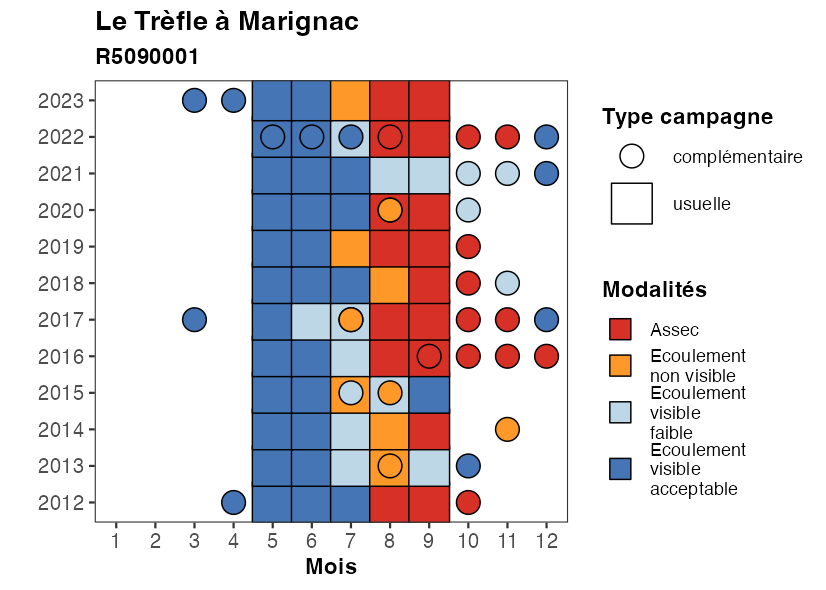 Le Trèfle à Marignac
R5090001
2023
2022
2021
2020
2019
2018
2017
2016
2015
2014
2013
2012
1 2 3 4 5 6 7 8 9 10 11 12
Mois
Type campagne
complémentaire
usuelle
Modalités
Assec
Ecoulement
non visible
Ecoulement
visible
faible
Ecoulement
visible
acceptable